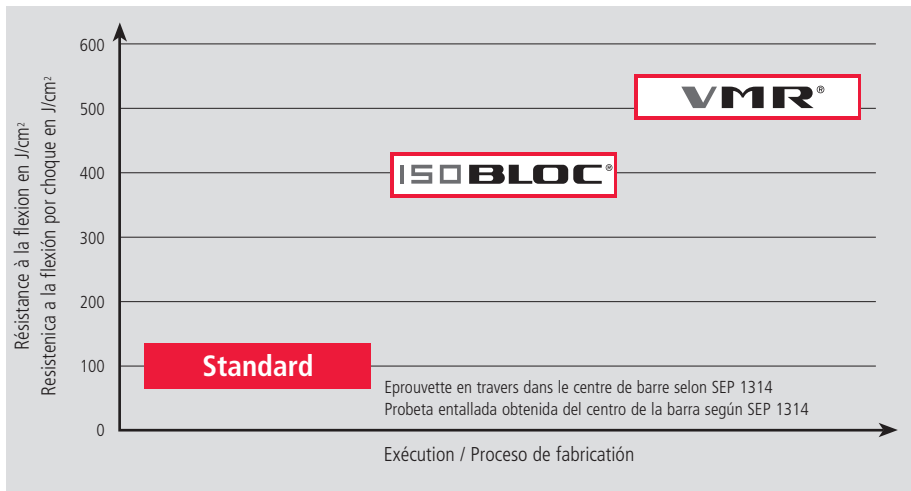 Résistance à la flexion en J/cm²
Resistenica a la flexión por choque en J/cm²
600
500
400
300
200
100
0
VMR®
ISOBLOC®
Standard
Eprouvette en travers dans le centre de barre selon SEP 1314
Probeta entallada obtenida del centro de la barra según SEP 1314
Exécution / Proceso de fabricatión